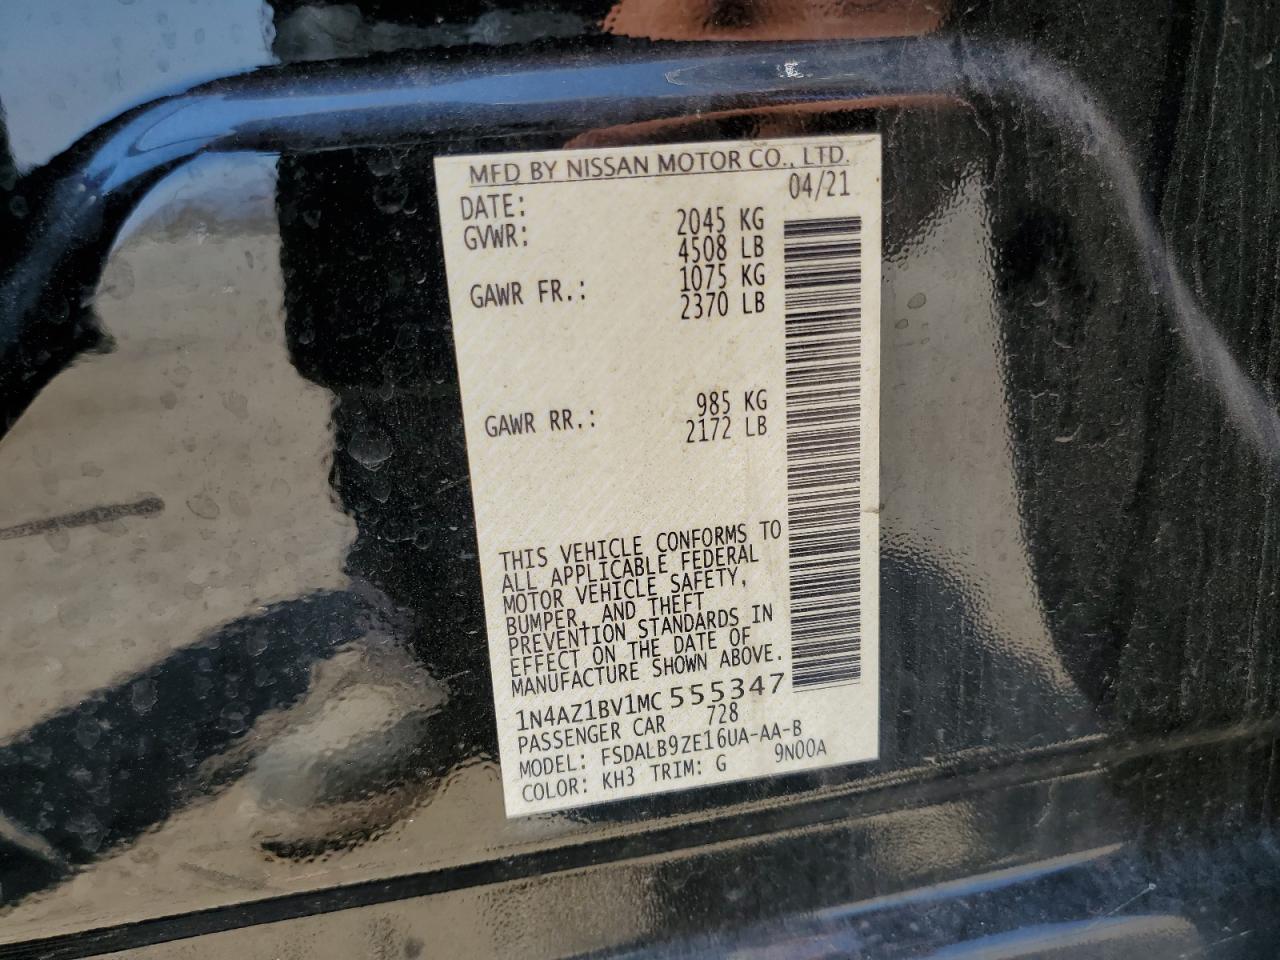 MFD BY NISSAN MOTOR CO., LTD.
DATE: 04/21
GVWR: 2045 KG
4508 LB
GAWR FR.: 1075 KG
2370 LB
GAWR RR.: 985 KG
2172 LB
THIS VEHICLE CONFORMS TO
ALL APPLICABLE FEDERAL
MOTOR VEHICLE SAFETY,
BUMPER, AND THEFT
PREVENTION STANDARDS IN
EFFECT ON THE DATE OF
MANUFACTURE SHOWN ABOVE.
1N4AZ1BV1MC555347
PASSENGER CAR 728
MODEL: FSDALB9ZE16UA-AA-B
COLOR: KH3 TRIM: G 9N00A